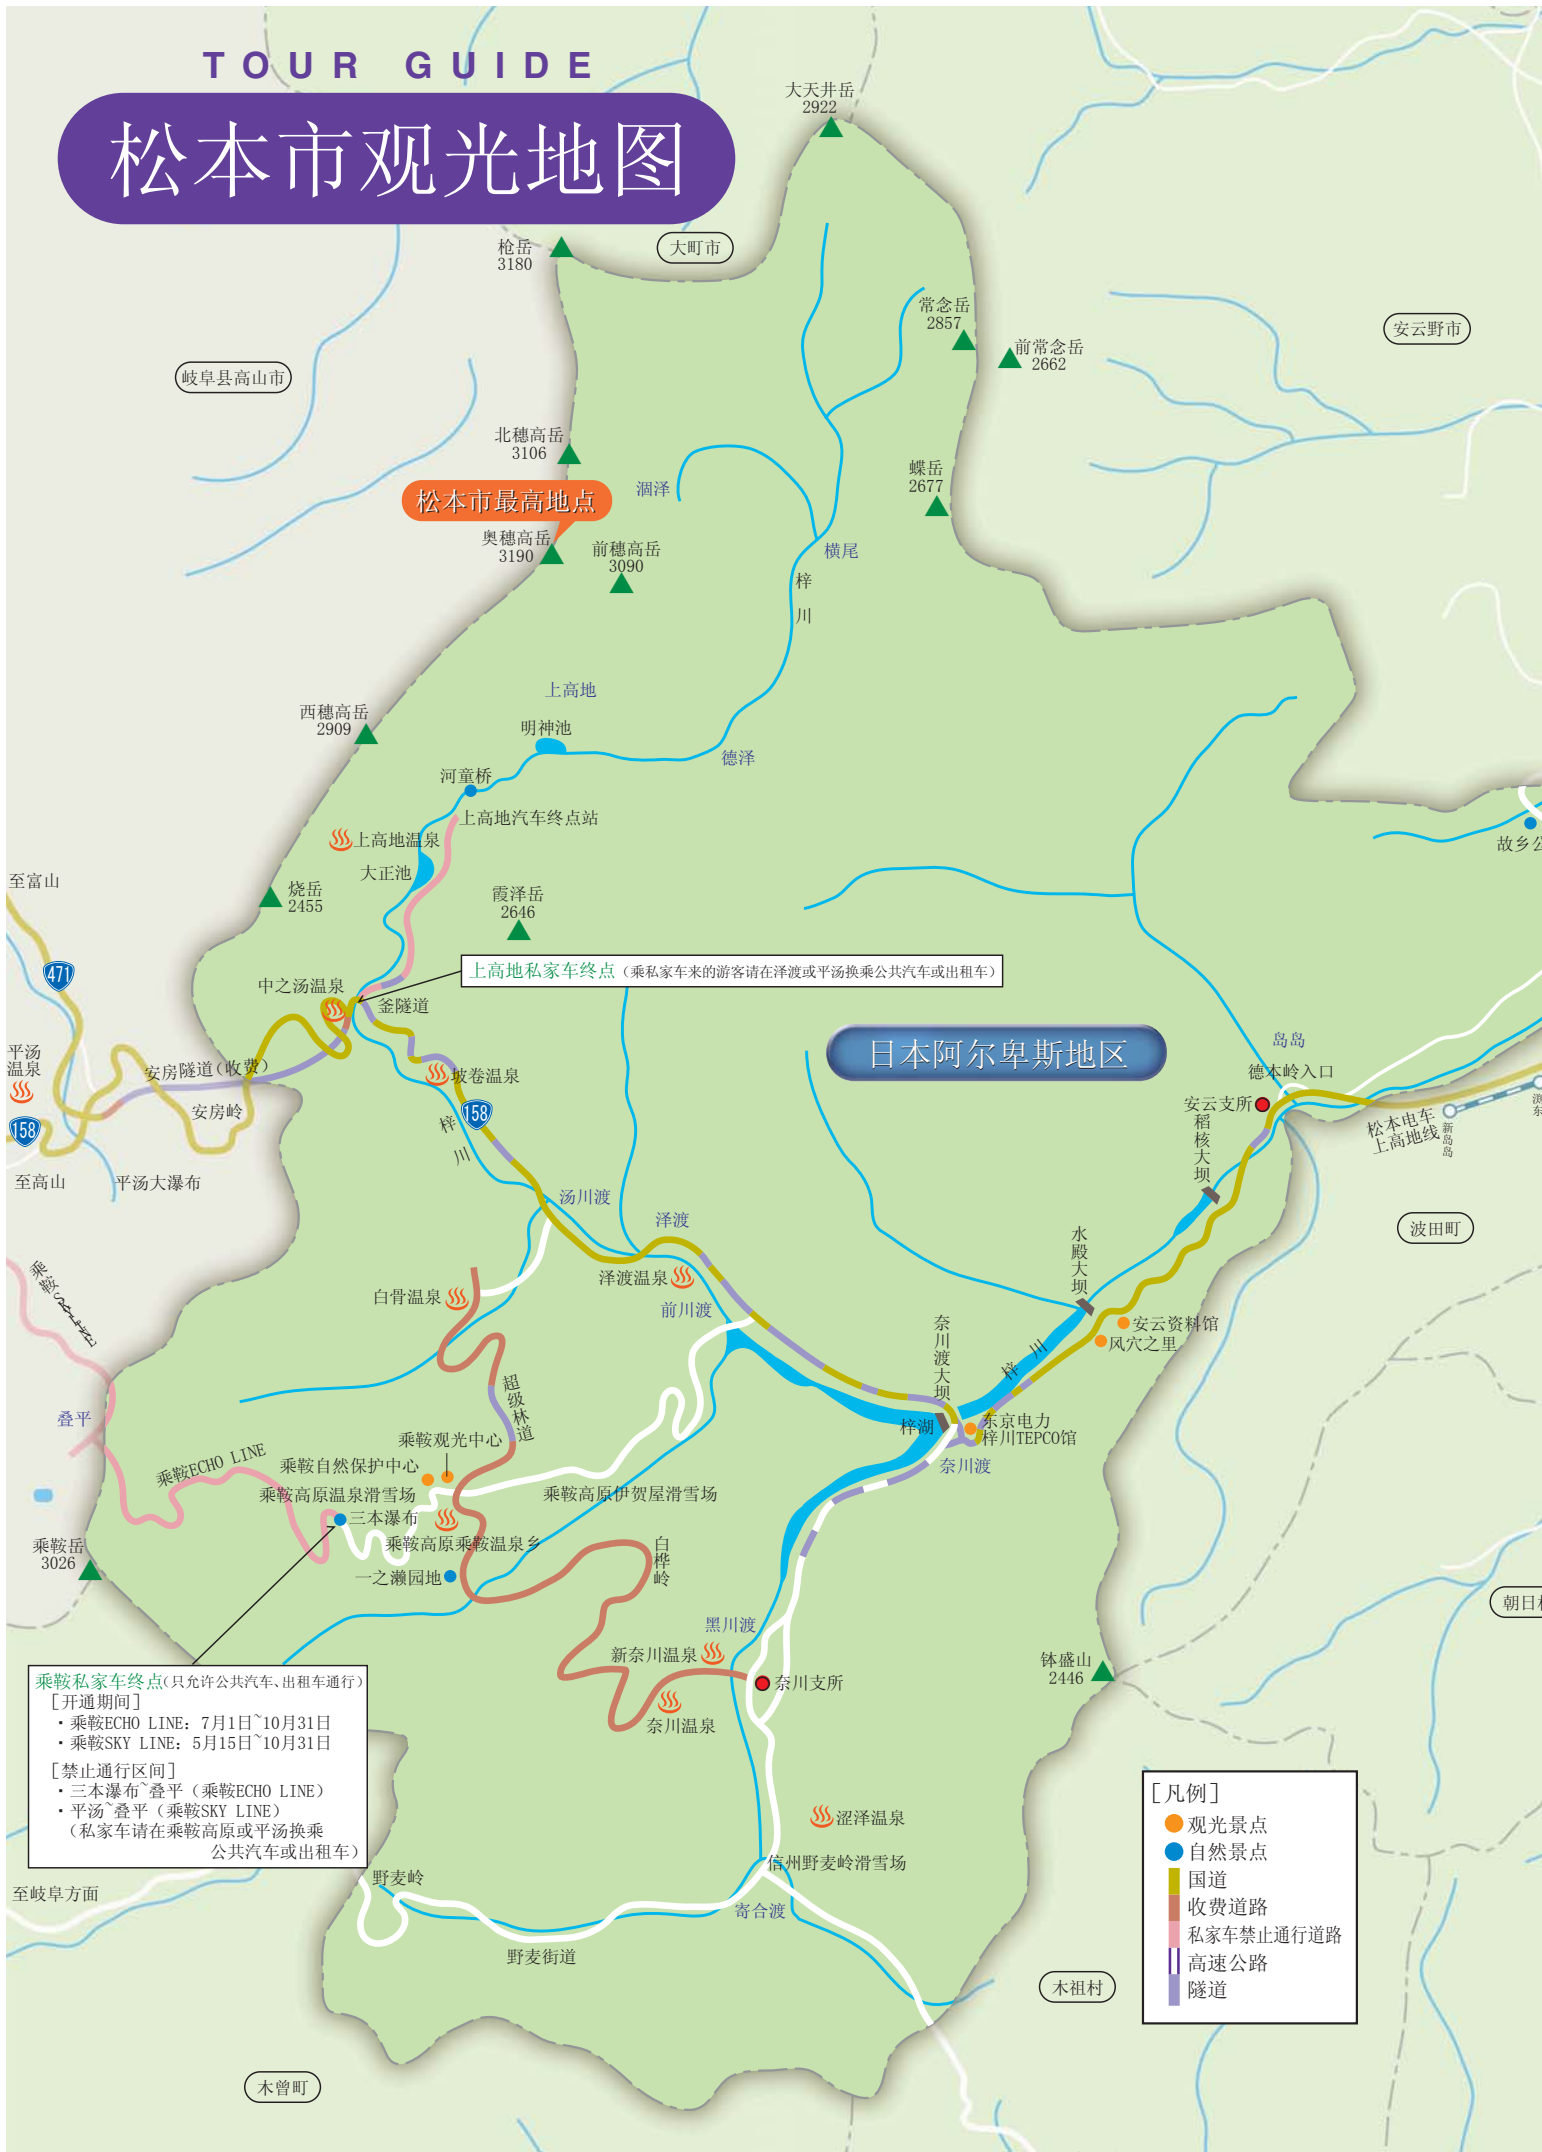 TOUR GUIDE
松本市观光地图
大天井岳
2922
枪岳
3180
大町市
常念岳
2857
前常念岳
2662
安云野市
岐阜县高山市
北穗高岳
3106
松本市最高地点
涸泽
蝶岳
2677
奥穗高岳
3190
前穗高岳
3090
横尾
梓川
上高地
西穗高岳
2909
明神池
德泽
河童桥
上高地汽车终点站
上高地温泉
大正池
故乡公
至富山
烧岳
2455
霞泽岳
2646
471
上高地私家车终点（乘私家车来的游客请在泽渡或平汤换乘公共汽车或出租车）
中之汤温泉
釜隧道
日本阿尔卑斯地区
岛岛
平汤
温泉
安房隧道（收费）
坡卷温泉
德本岭入口
安云支所
158
安房岭
158
梓川
稻核大坝
松本电车
上高地线
新岛岛
至高山
平汤大瀑布
汤川渡
泽渡
波田町
水殿大坝
乘鞍SKYLINE
白骨温泉
泽渡温泉
前川渡
奈川渡大坝
梓川
安云资料馆
风穴之里
超级林道
叠平
梓湖
东京电力
梓川TEPCO馆
奈川渡
乘鞍观光中心
乘鞍ECHO LINE
乘鞍自然保护中心
乘鞍高原温泉滑雪场
乘鞍高原伊贺屋滑雪场
三本瀑布
乘鞍高原乘鞍温泉乡
乘鞍岳
3026
白桦岭
一之濑园地
朝日村
黑川渡
新奈川温泉
钵盛山
2446
奈川支所
奈川温泉
乘鞍私家车终点（只允许公共汽车、出租车通行）
［开通期间］
・乘鞍ECHO LINE：7月1日~10月31日
・乘鞍SKY LINE：5月15日~10月31日
［禁止通行区间］
・三本瀑布~叠平（乘鞍ECHO LINE）
・平汤~叠平（乘鞍SKY LINE）
（私家车请在乘鞍高原或平汤换乘
公共汽车或出租车）
涩泽温泉
信州野麦岭滑雪场
野麦岭
至岐阜方面
寄合渡
野麦街道
木祖村
木曾町
［凡例］
观光景点
自然景点
国道
收费道路
私家车禁止通行道路
高速公路
隧道